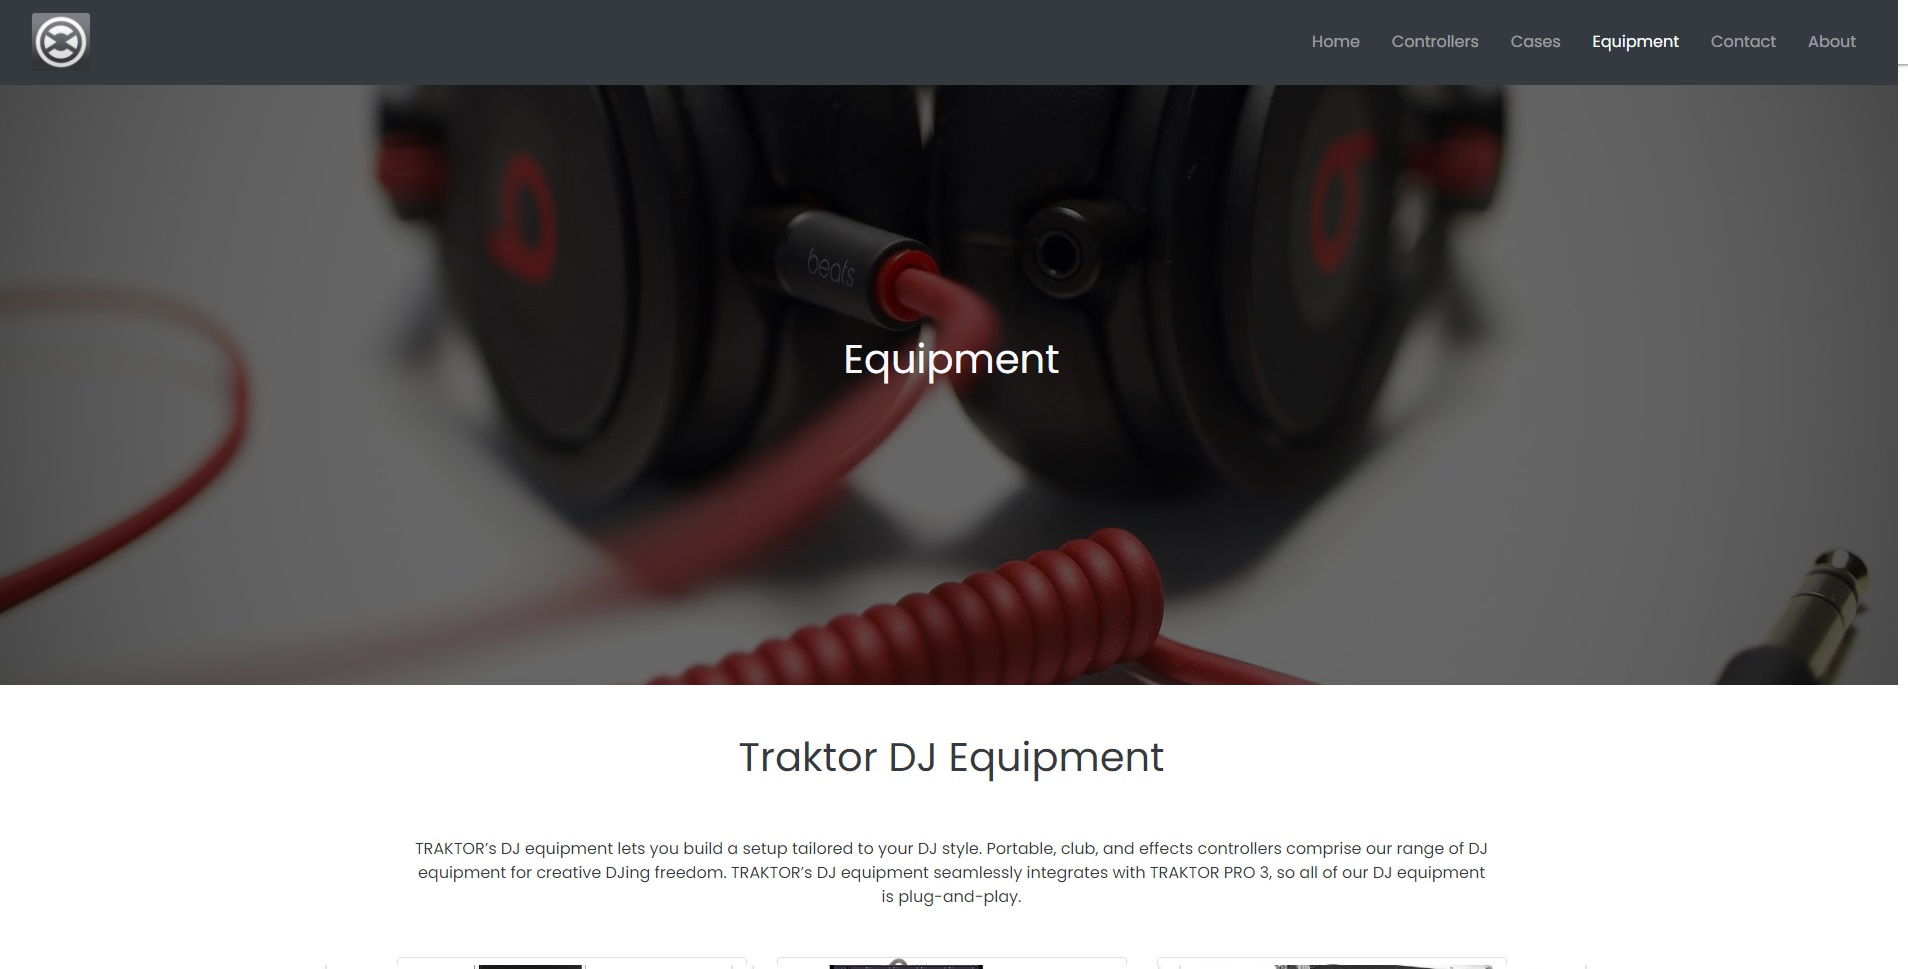 Home Controllers Cases Equipment Contact About
beats
Equipment
Traktor DJ Equipment
TRAKTOR’s DJ equipment lets you build a setup tailored to your DJ style. Portable, club, and effects controllers comprise our range of DJ
equipment for creative DJing freedom. TRAKTOR’s DJ equipment seamlessly integrates with TRAKTOR PRO 3, so all of our DJ equipment
is plug-and-play.